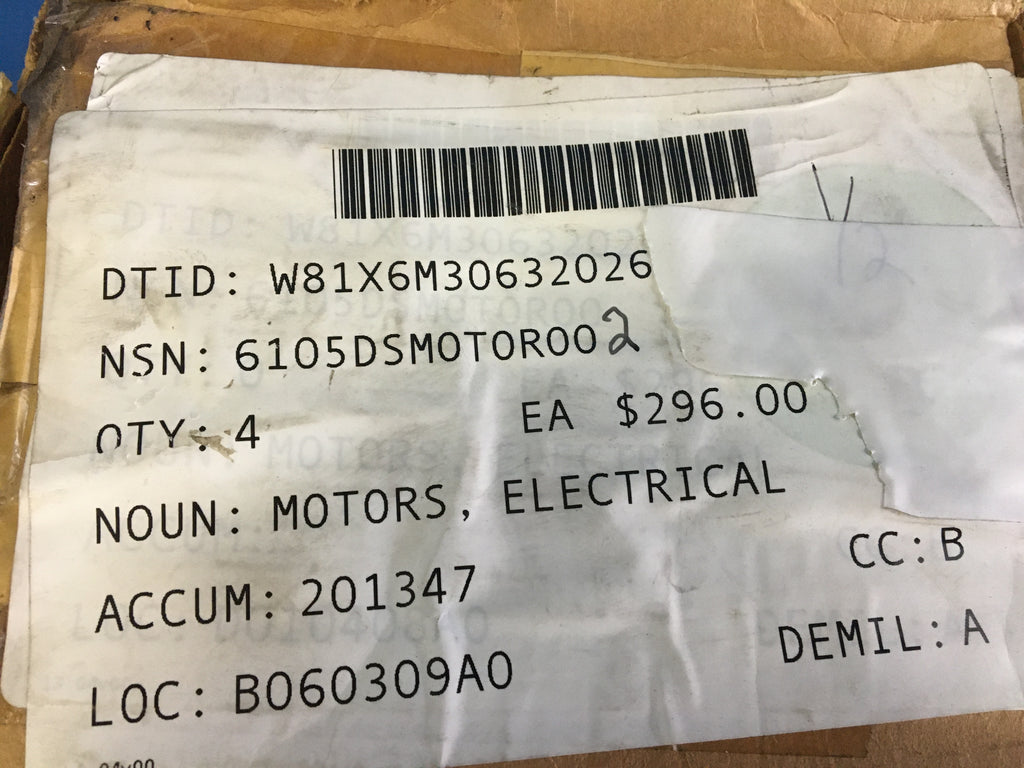 DTID: W81X6M30632026
NSN: 6105DSMOTOR002
QTY: 4 EA $296.00
NOUN: MOTORS, ELECTRICAL
ACCUM: 201347 CC: B
LOC: B060309A0 DEMIL: A